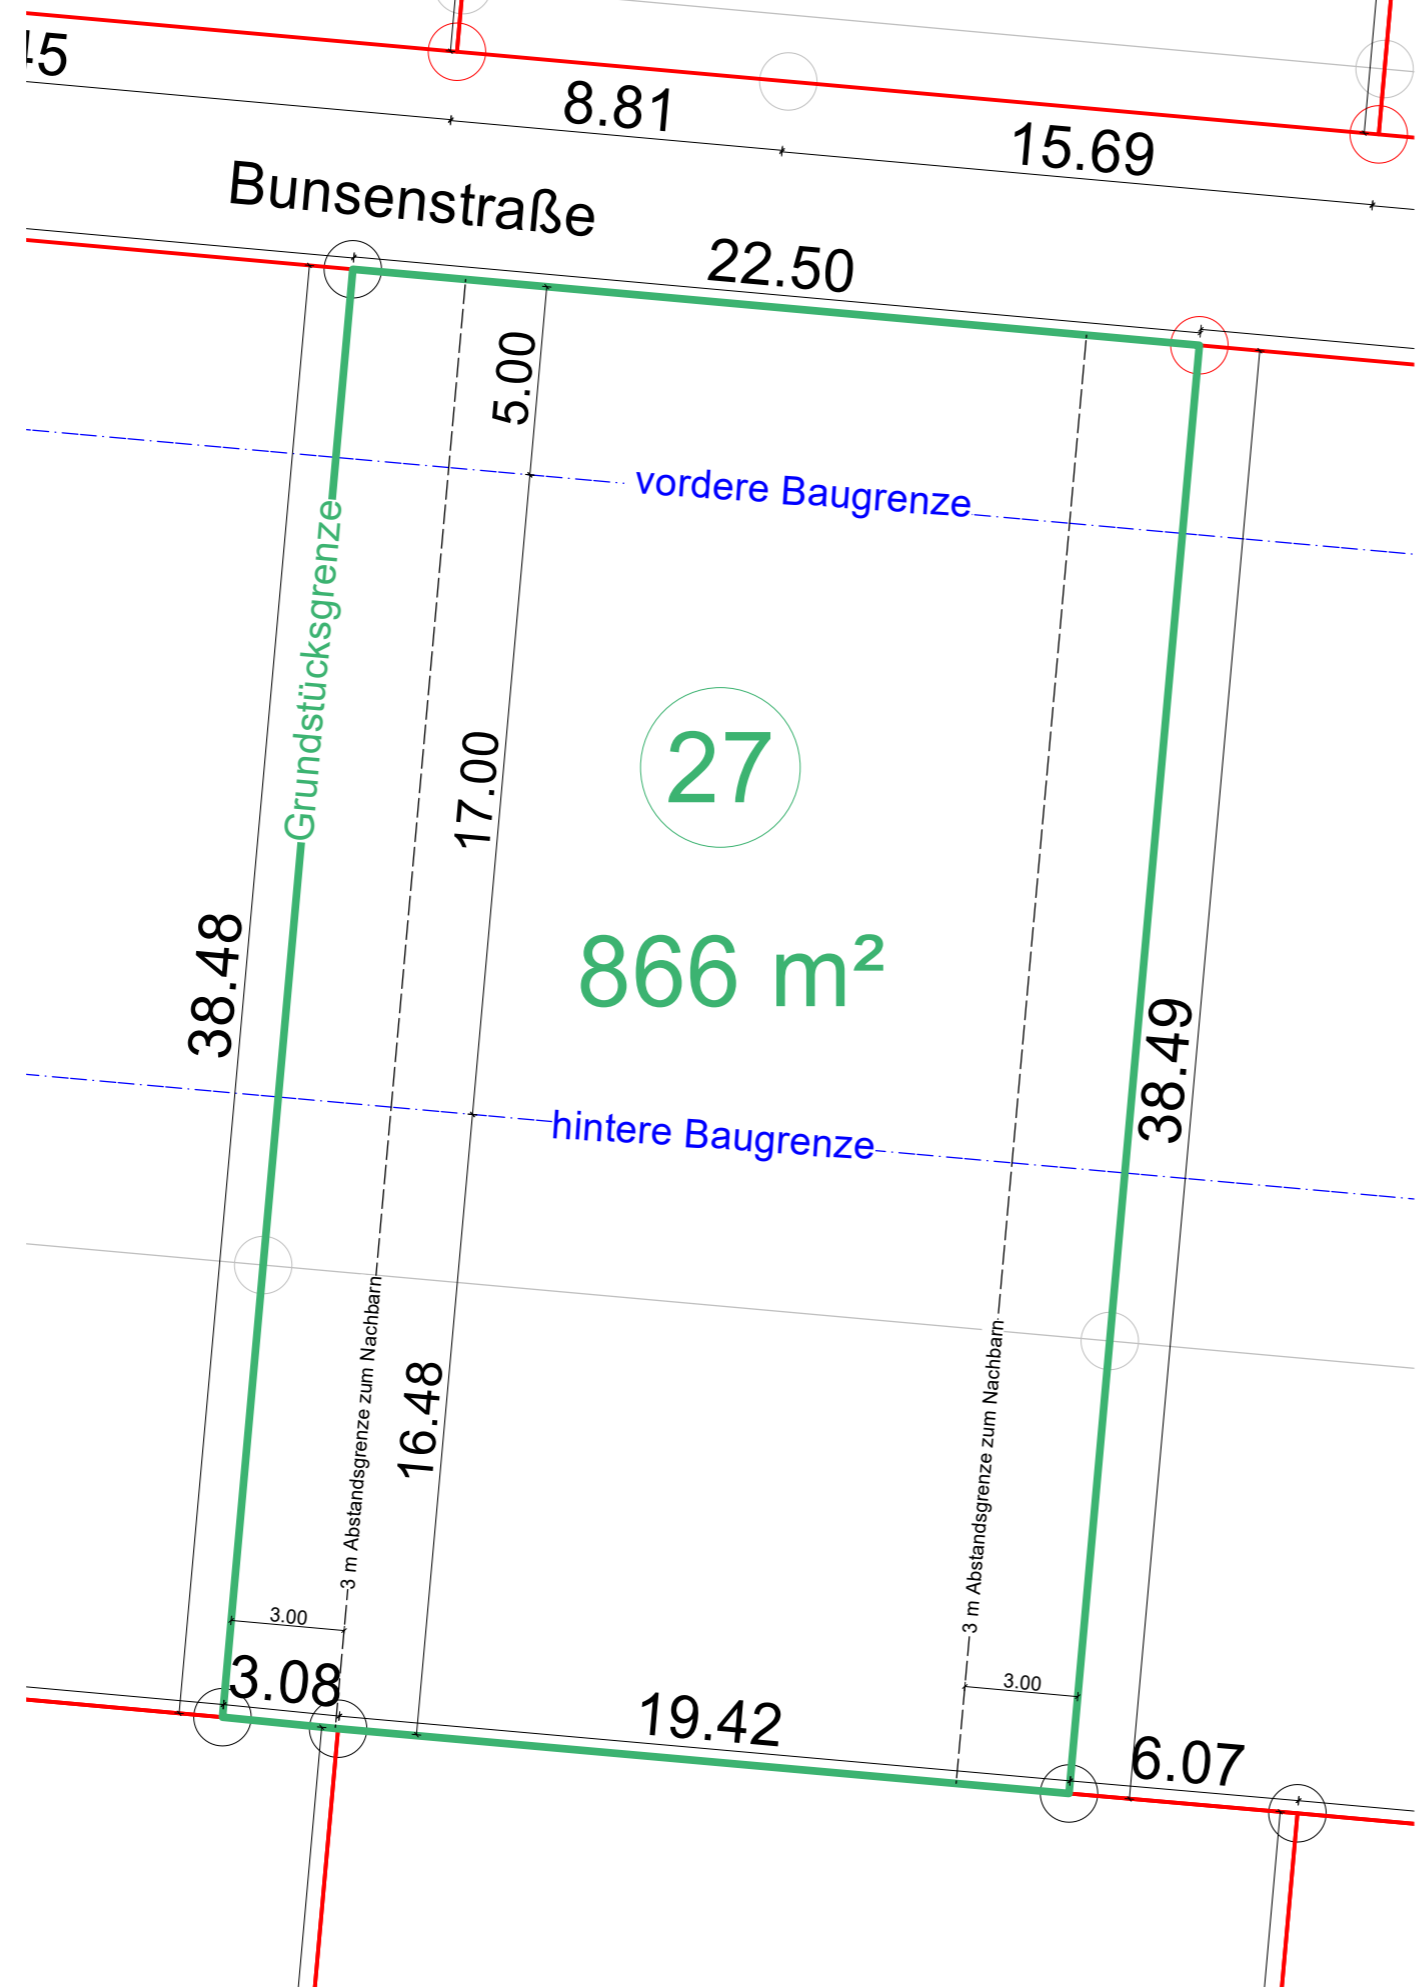 45
8.81
15.69
Bunsenstraße
22.50
5.00
vordere Baugrenze
Grundstücksgrenze
17.00
27
866 m²
38.48
38.49
hintere Baugrenze
3 m Abstandsgrenze zum Nachbarn
16.48
3 m Abstandsgrenze zum Nachbarn
3.00
3.08
3.00
19.42
6.07